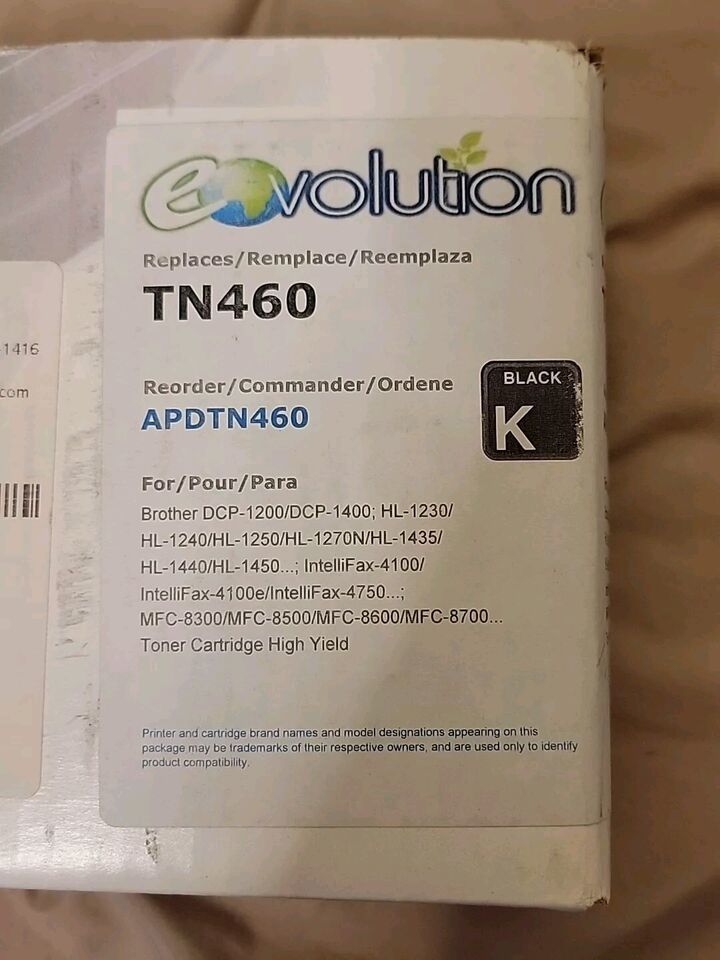 evolution
Replaces/Remplace/Reemplaza
TN460
-1416
Reorder/Commander/Ordene
.com
APDTN460
BLACK
K
For/Pour/Para
Brother DCP-1200/DCP-1400; HL-1230/
HL-1240/HL-1250/HL-1270N/HL-1435/
HL-1440/HL-1450...; IntelliFax-4100/
IntelliFax-4100e/IntelliFax-4750...;
MFC-8300/MFC-8500/MFC-8600/MFC-8700...
Toner Cartridge High Yield
Printer and cartridge brand names and model designations appearing on this
package may be trademarks of their respective owners, and are used only to identify
product compatibility.